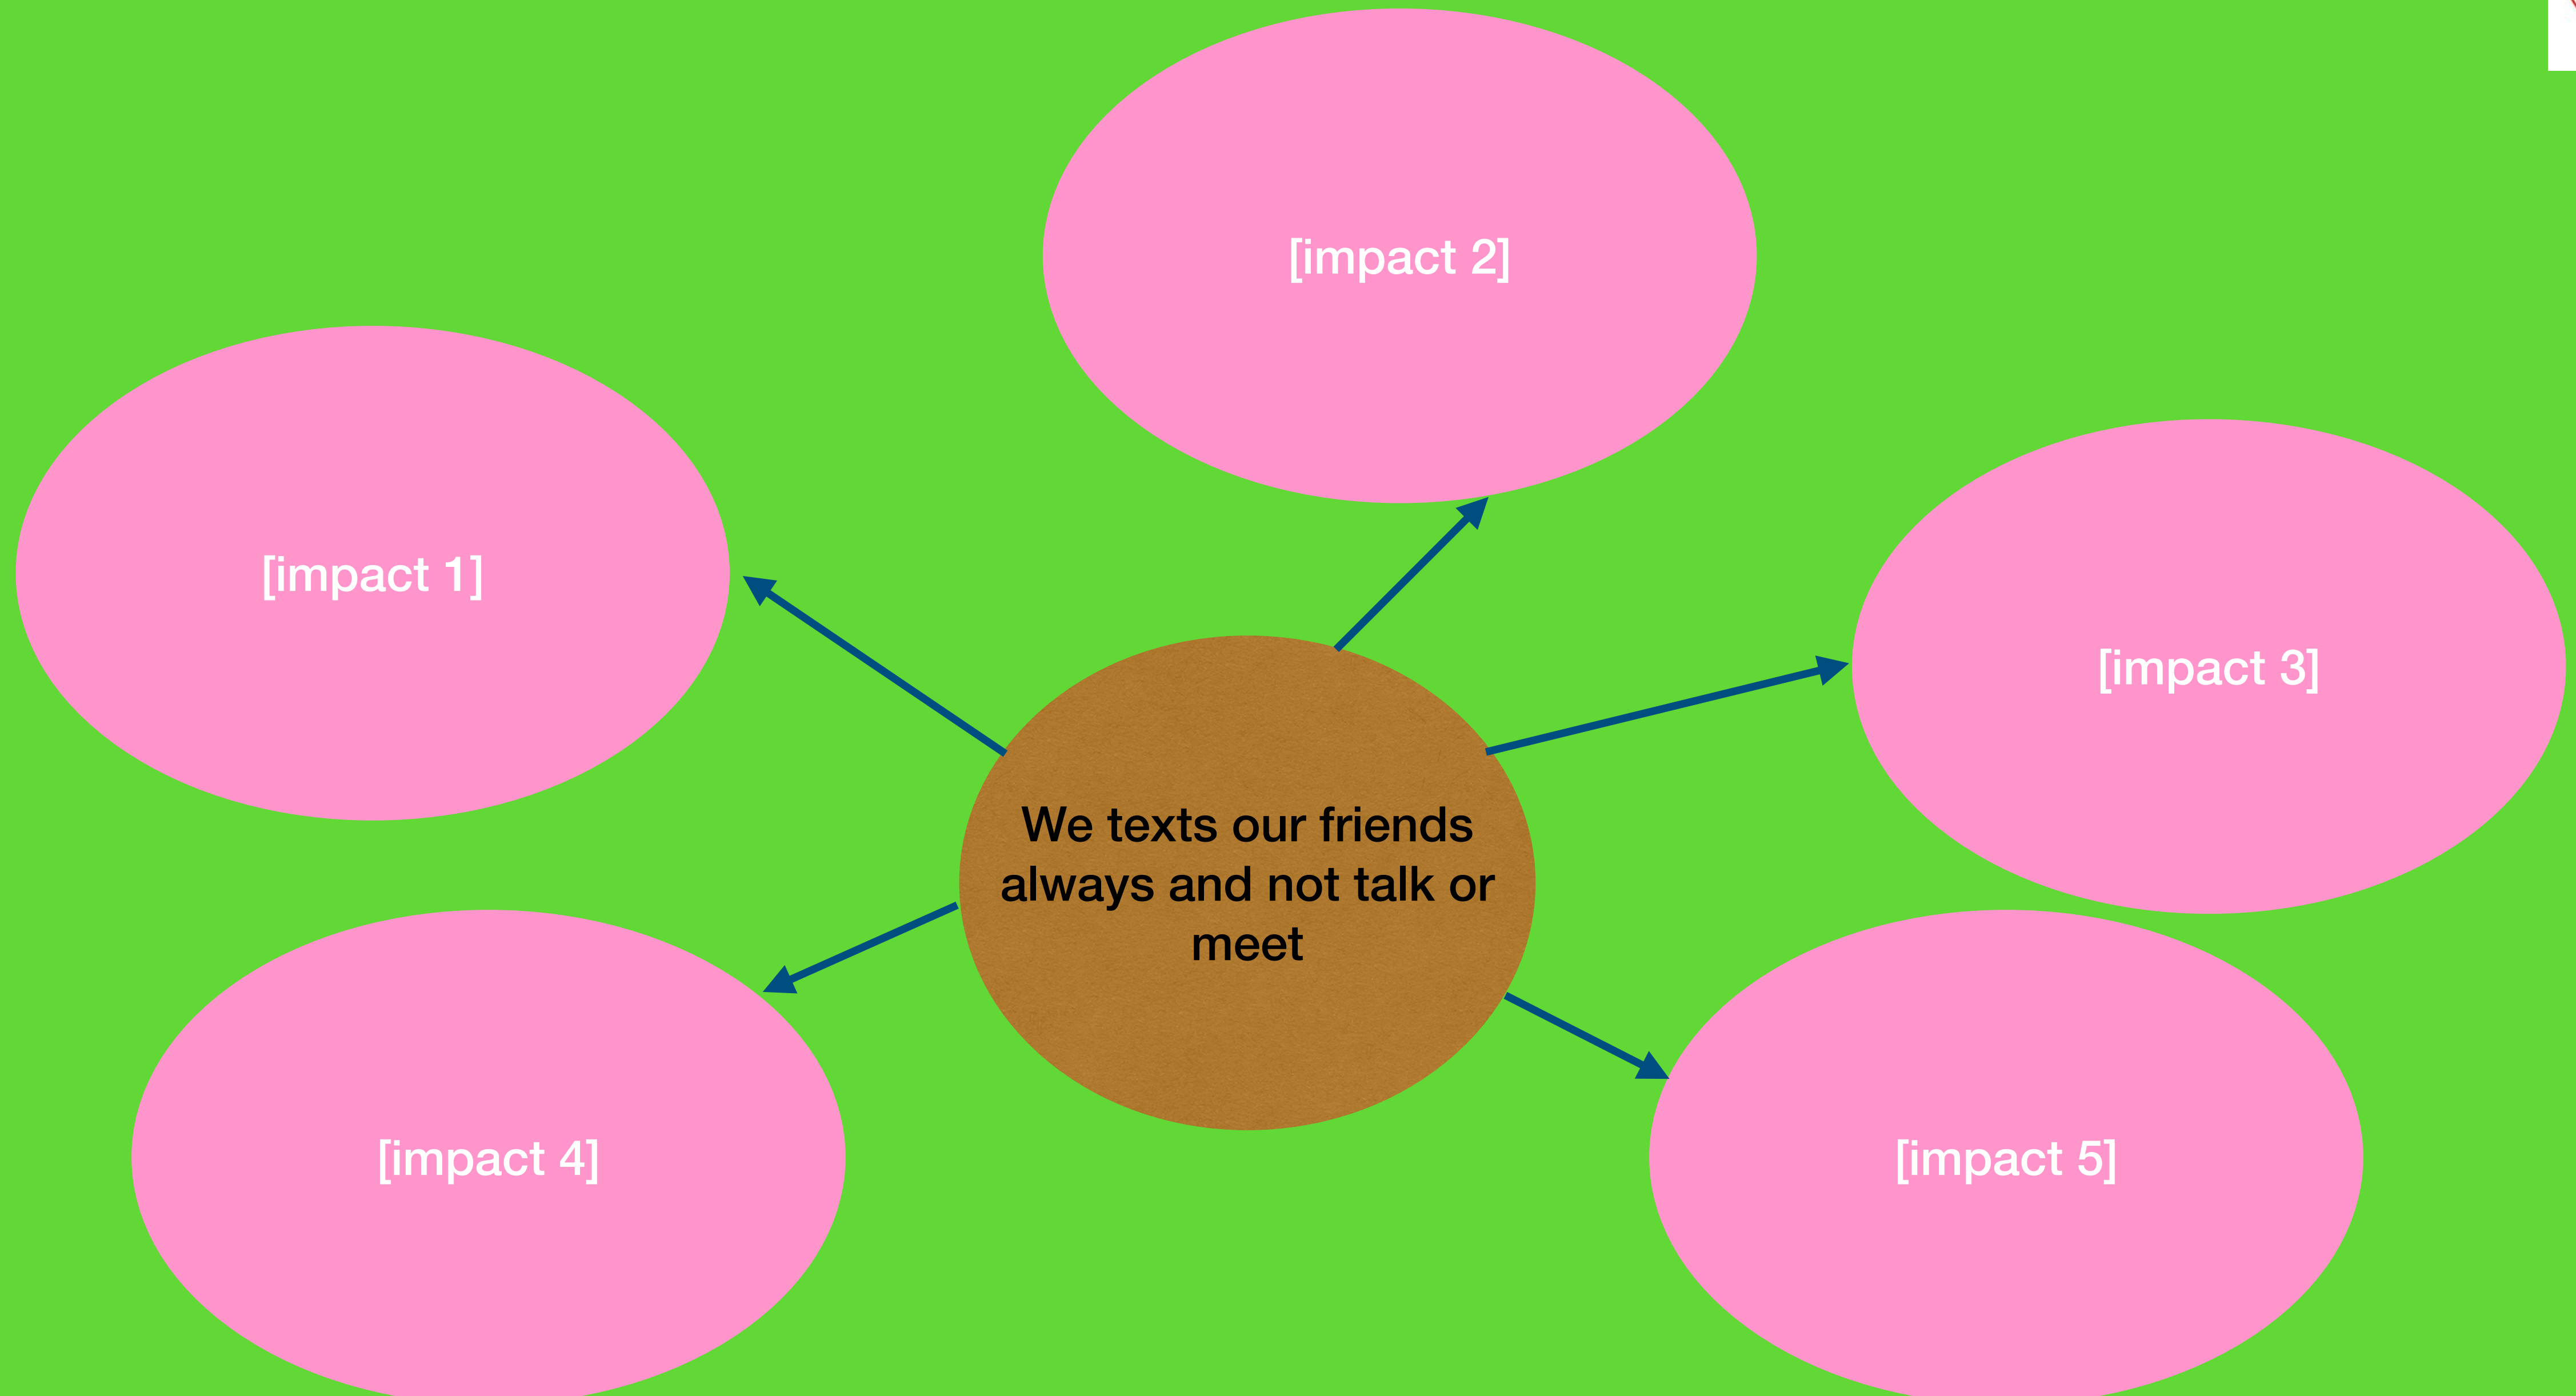 [impact 2]
[impact 1]
[impact 3]
We texts our friends
always and not talk or
meet
[impact 4]
[impact 5]